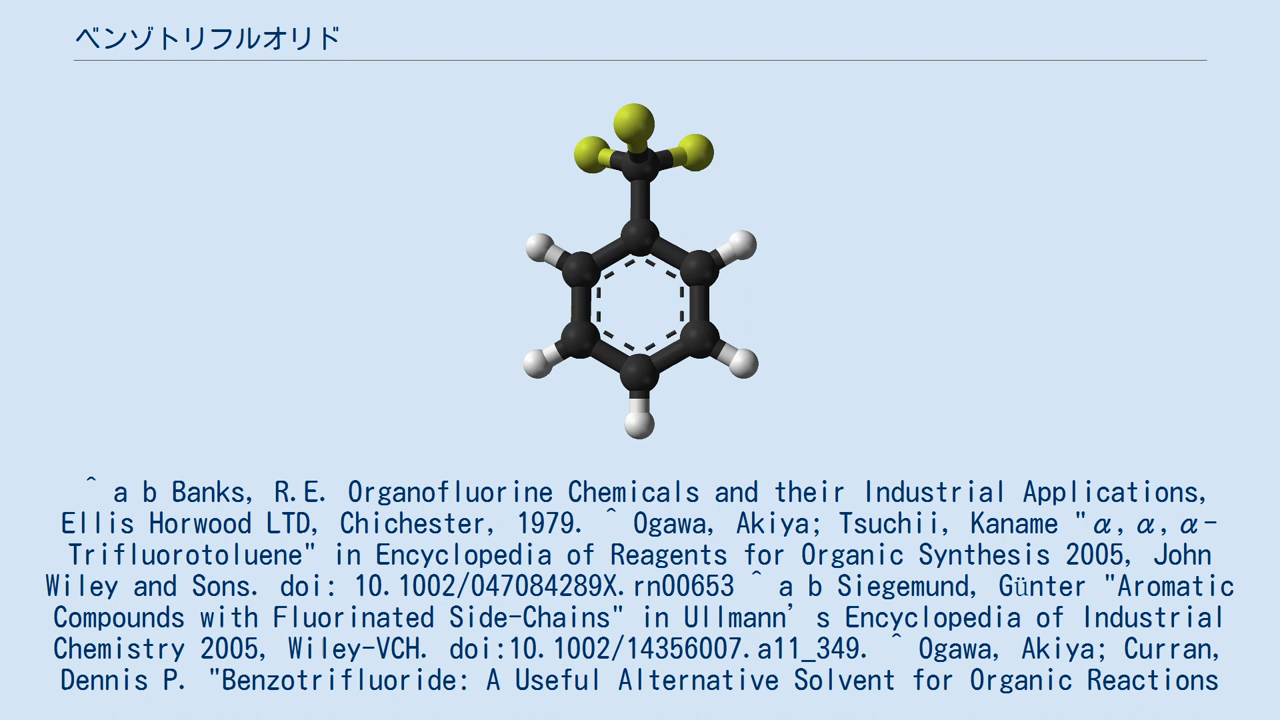 ベンゾトリフルオリド
^ a b Banks, R.E. Organofluorine Chemicals and their Industrial Applications,
Ellis Horwood LTD, Chichester, 1979. ^ Ogawa, Akiya; Tsuchii, Kaname "α,α,α-
Trifluorotoluene" in Encyclopedia of Reagents for Organic Synthesis 2005, John
Wiley and Sons. doi: 10.1002/047084289X.rn00653 ^ a b Siegemund, Günter "Aromatic
Compounds with Fluorinated Side-Chains" in Ullmann’s Encyclopedia of Industrial
Chemistry 2005, Wiley-VCH. doi:10.1002/14356007.a11_349. ^ Ogawa, Akiya; Curran,
Dennis P. "Benzotrifluoride: A Useful Alternative Solvent for Organic Reactions